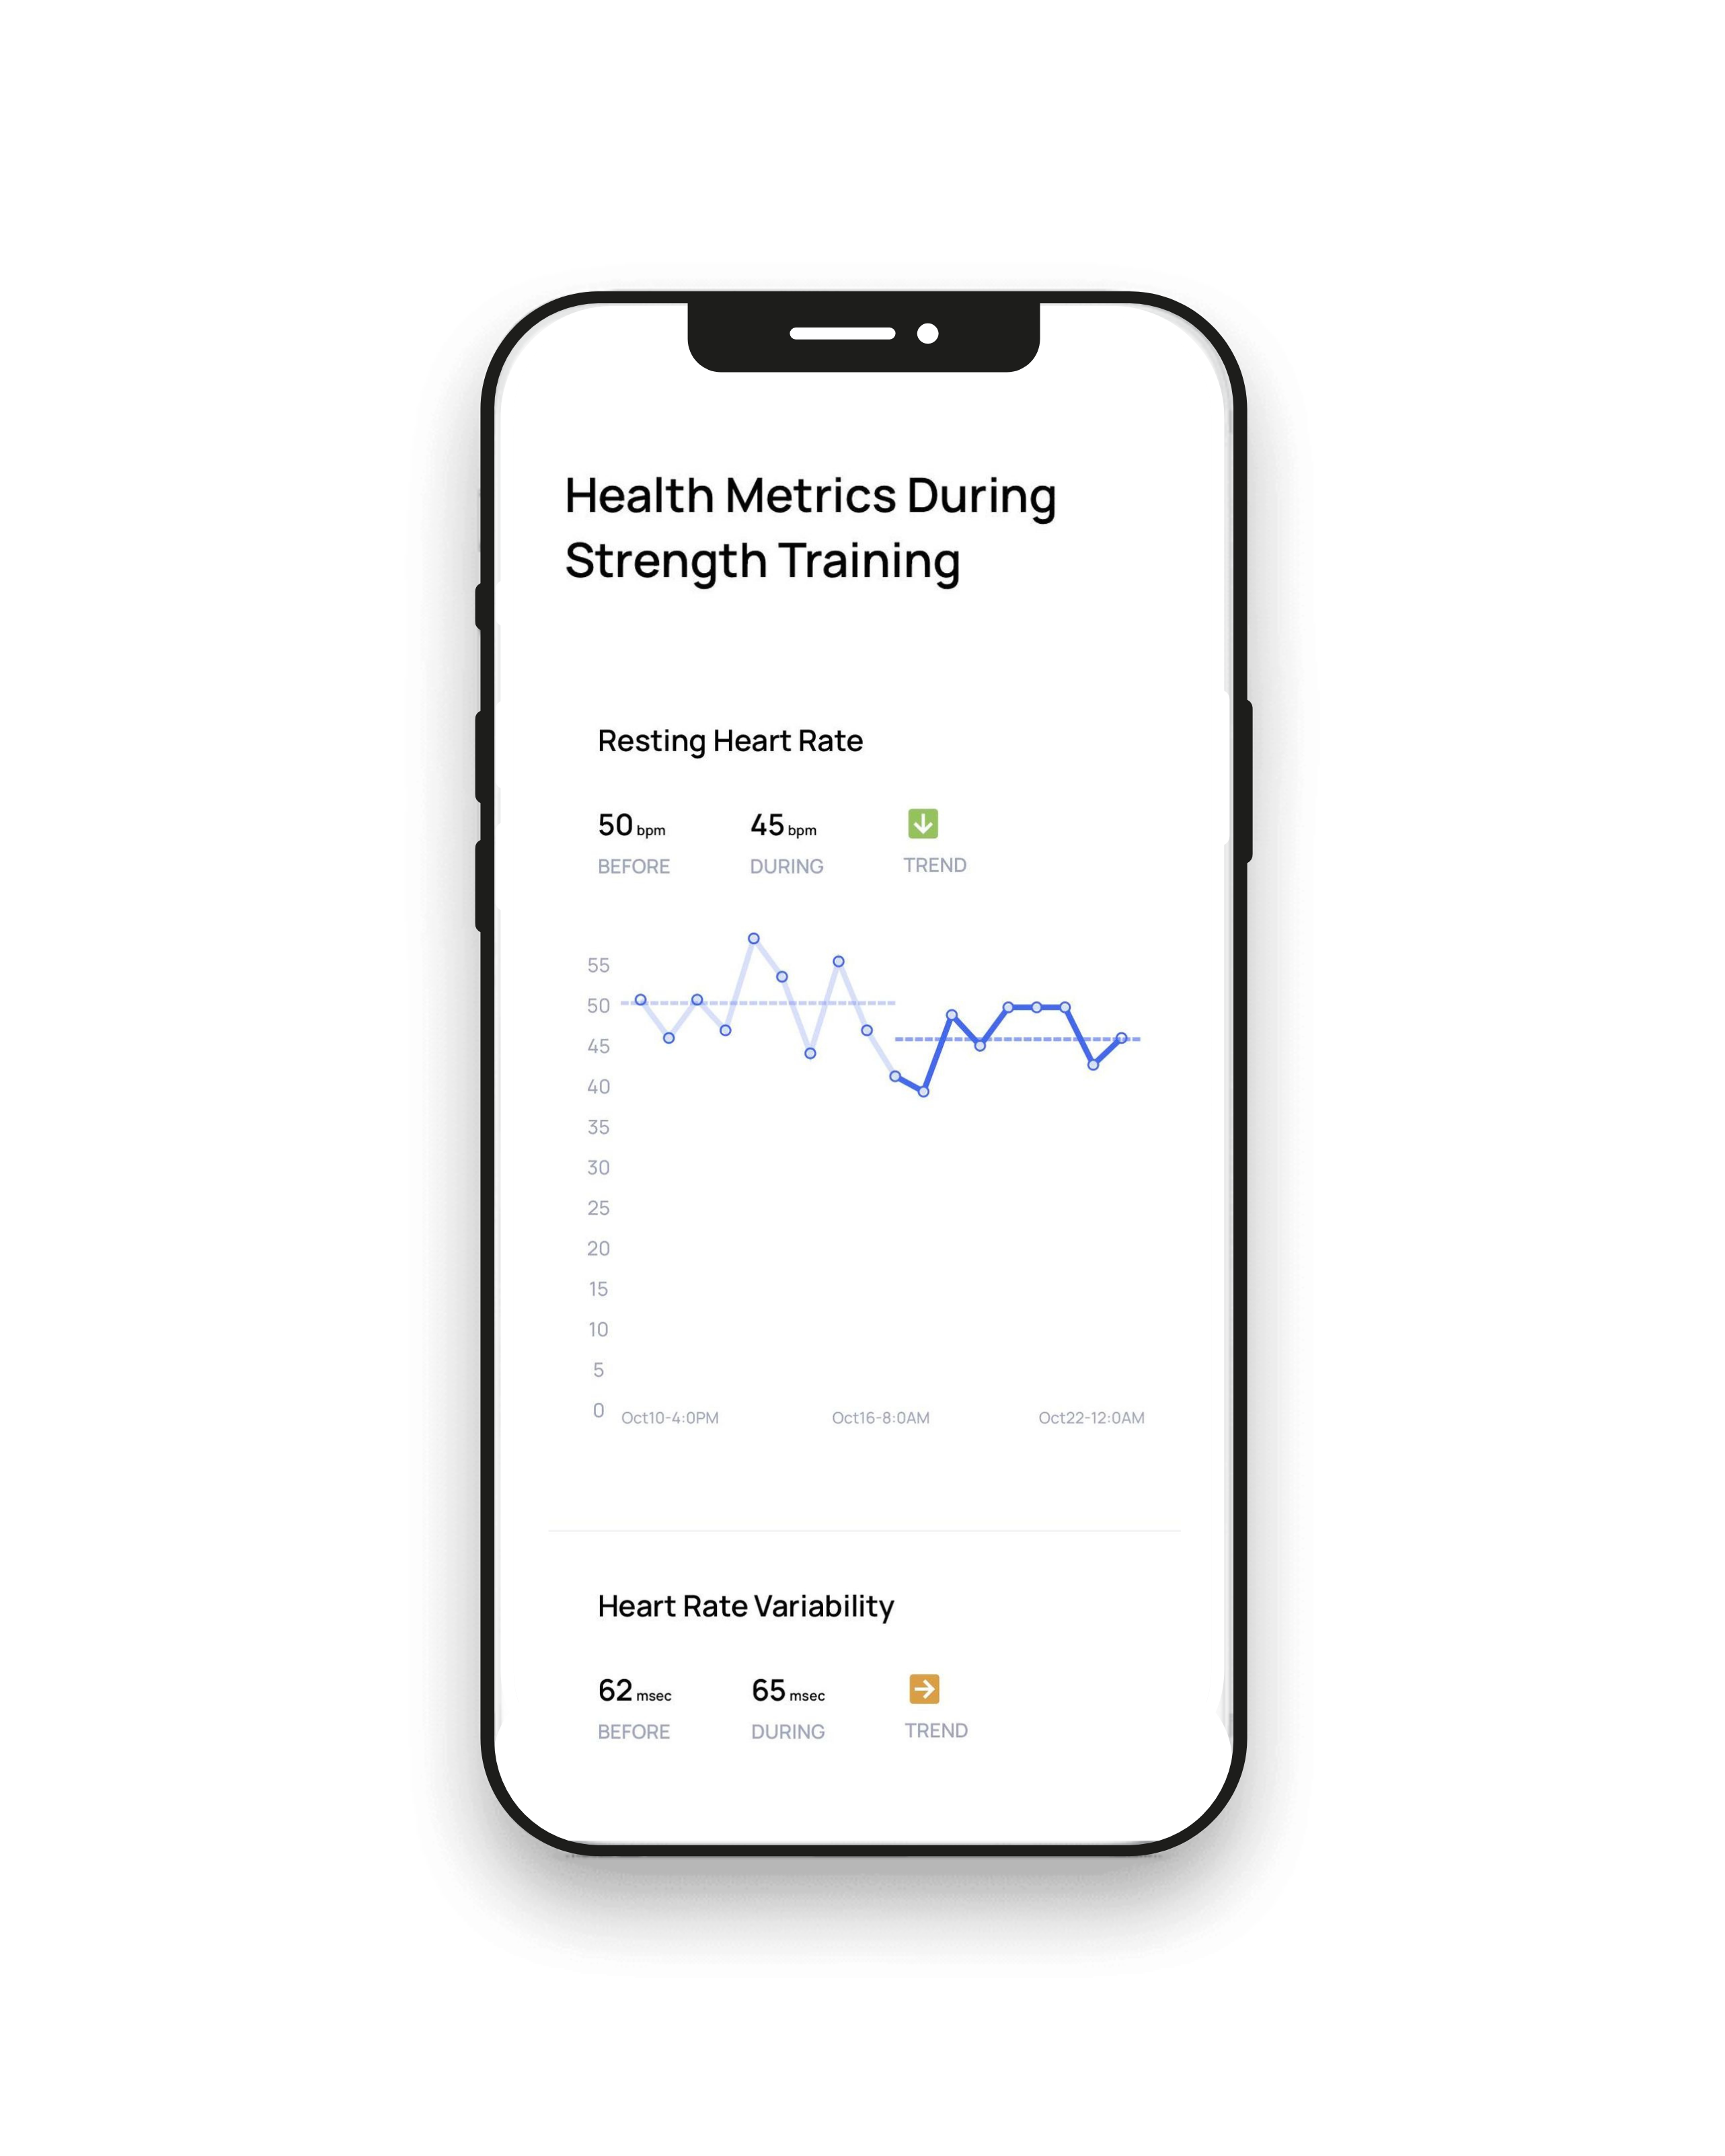 Health Metrics During
Strength Training
Resting Heart Rate
50 bpm 45 bpm
BEFORE DURING TREND
55
50
45
40
35
30
25
20
15
10
5
0
Oct10-4:0PM Oct16-8:0AM Oct22-12:0AM
Heart Rate Variability
62 msec 65 msec
BEFORE DURING TREND